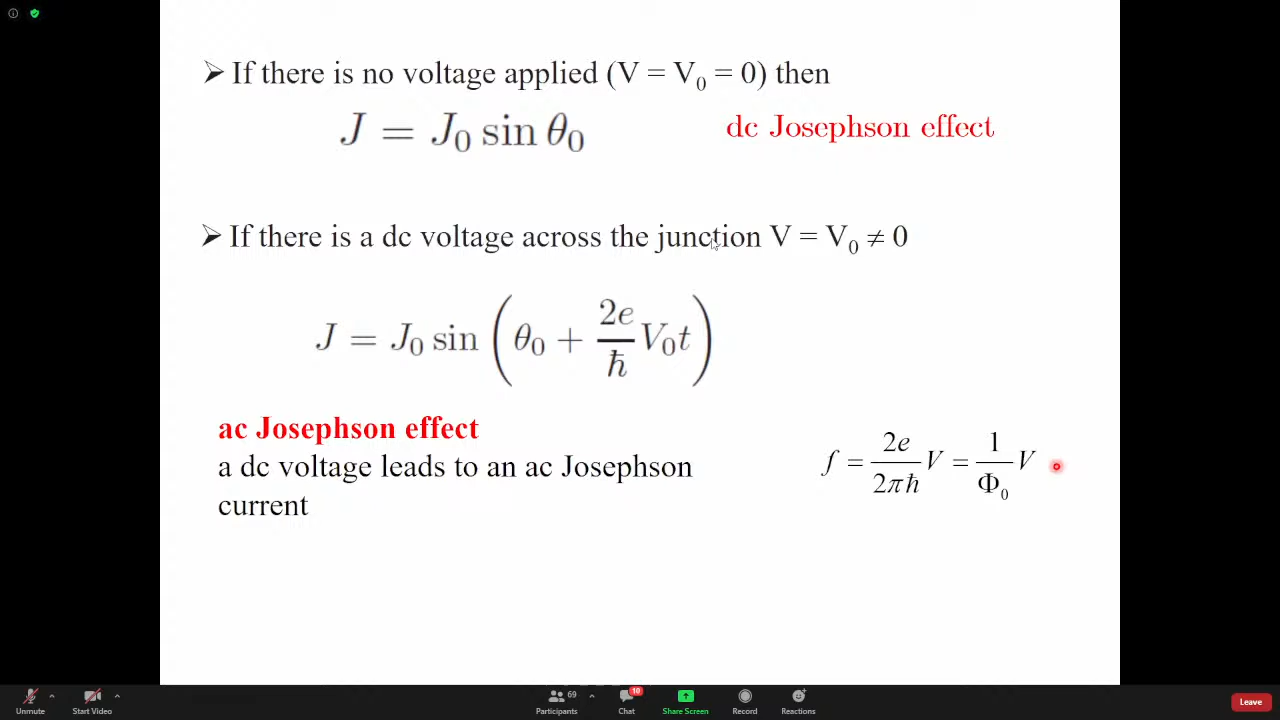 ➢ If there is no voltage applied (V = V₀ = 0) then
J = J₀ sin θ₀
dc Josephson effect
➢ If there is a dc voltage across the junction V = V₀ ≠ 0
J = J₀ sin (θ₀ + 2e/ħ V₀t)
ac Josephson effect
a dc voltage leads to an ac Josephson
current
f = 2e/2πħ V = 1/Φ₀ V
Unmute
Start Video
Participants
69
Chat
10
Share Screen
Record
Reactions
Leave